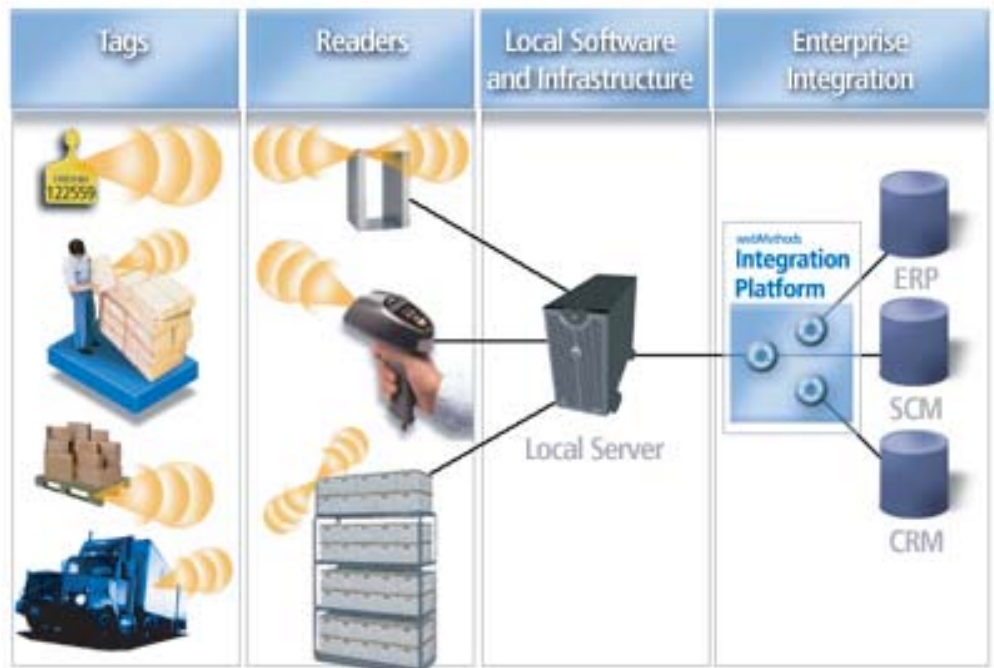 Tags
Readers
Local Software
and Infrastructure
Enterprise
Integration
122559
webMethods
Integration
Platform
ERP
SCM
CRM
Local Server